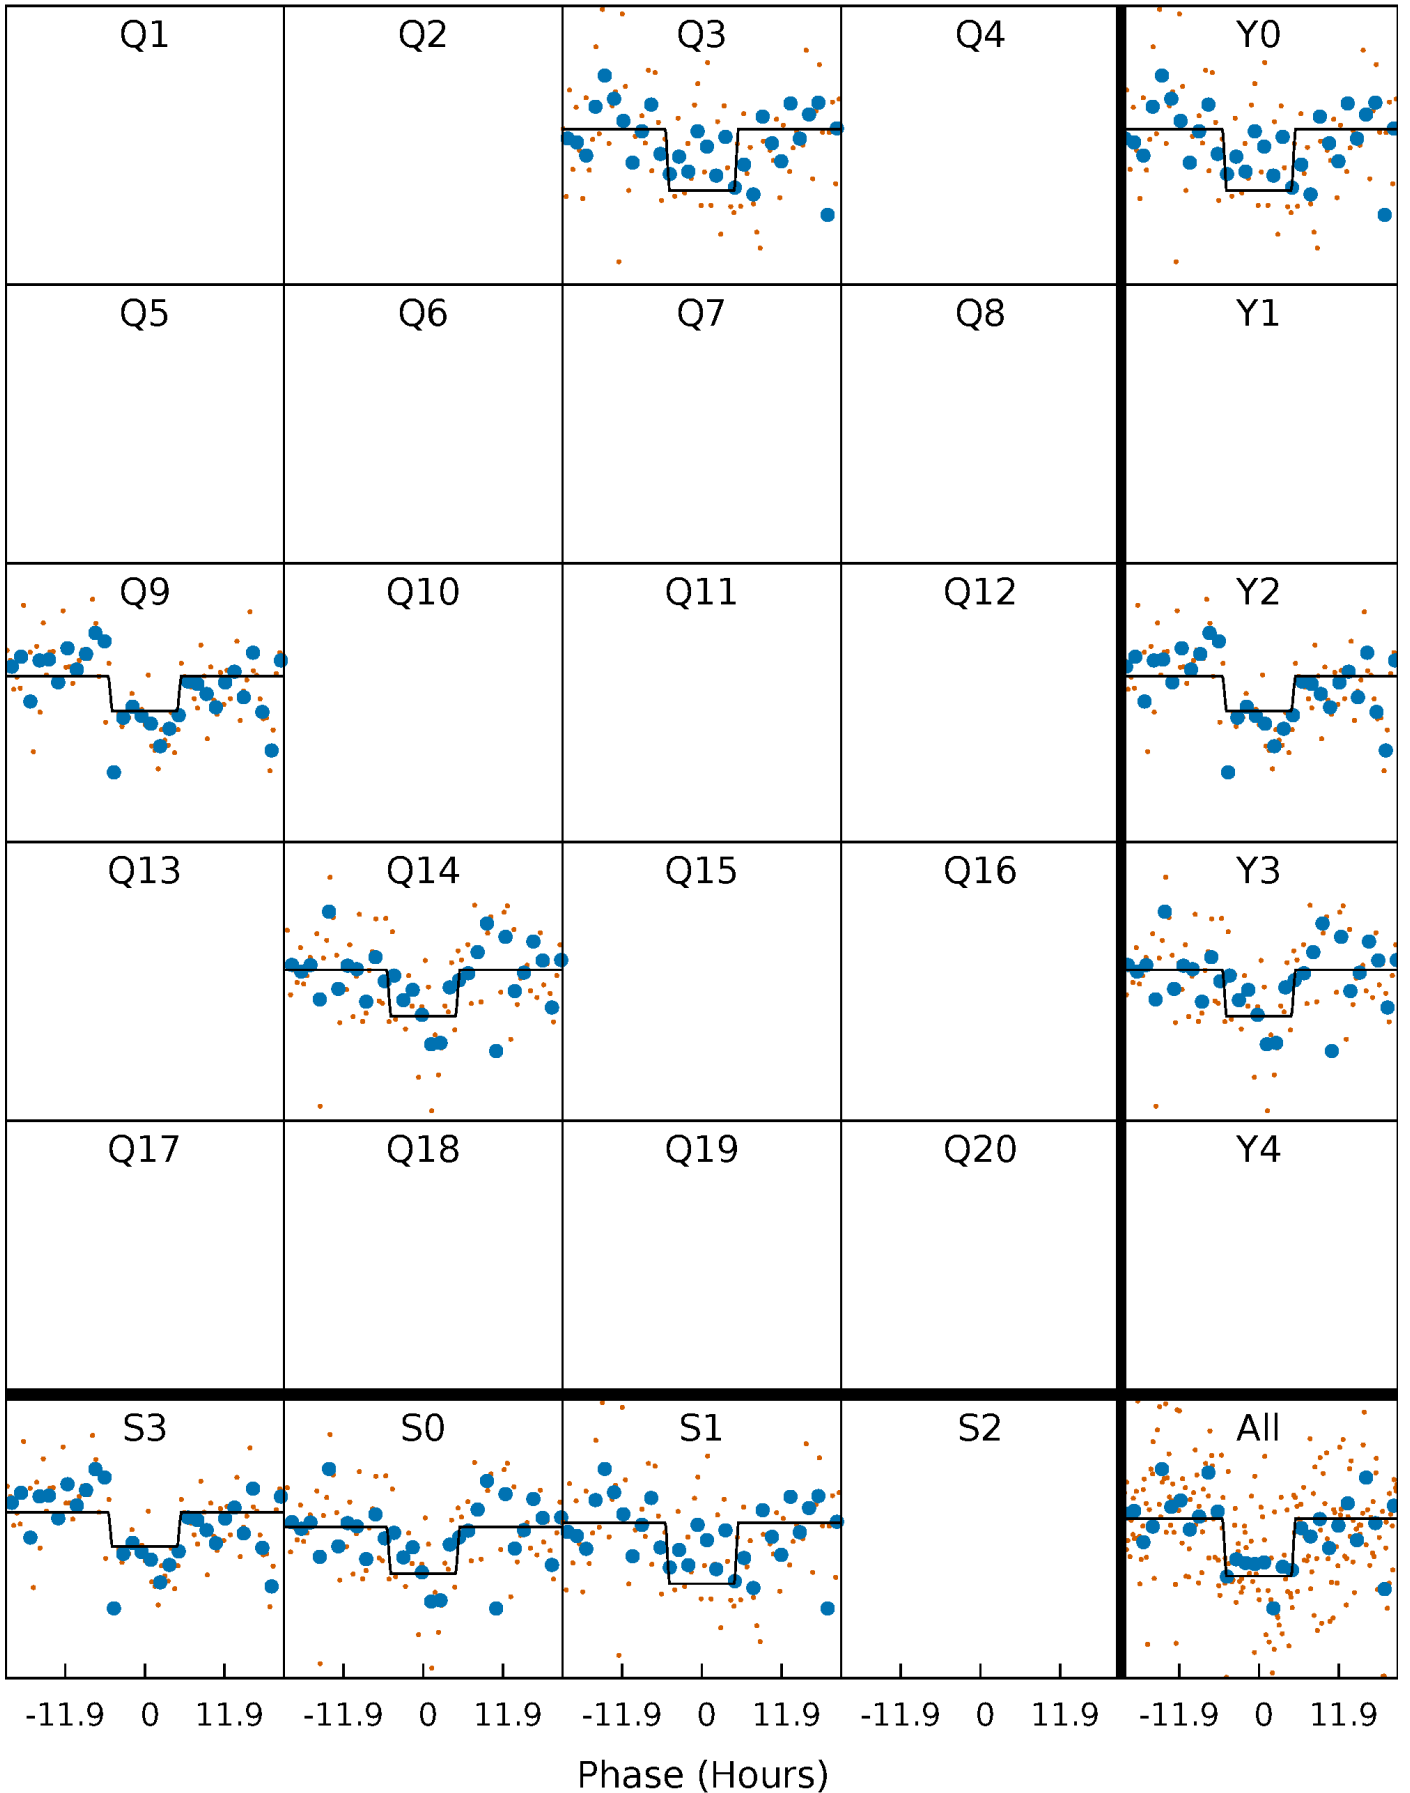 Q1 Q2 Q3 Q4 Y0
Q5 Q6 Q7 Q8 Y1
Q9 Q10 Q11 Q12 Y2
Q13 Q14 Q15 Q16 Y3
Q17 Q18 Q19 Q20 Y4
S3 S0 S1 S2 All
-11.9 0 11.9 -11.9 0 11.9 -11.9 0 11.9 -11.9 0 11.9 -11.9 0 11.9
Phase (Hours)